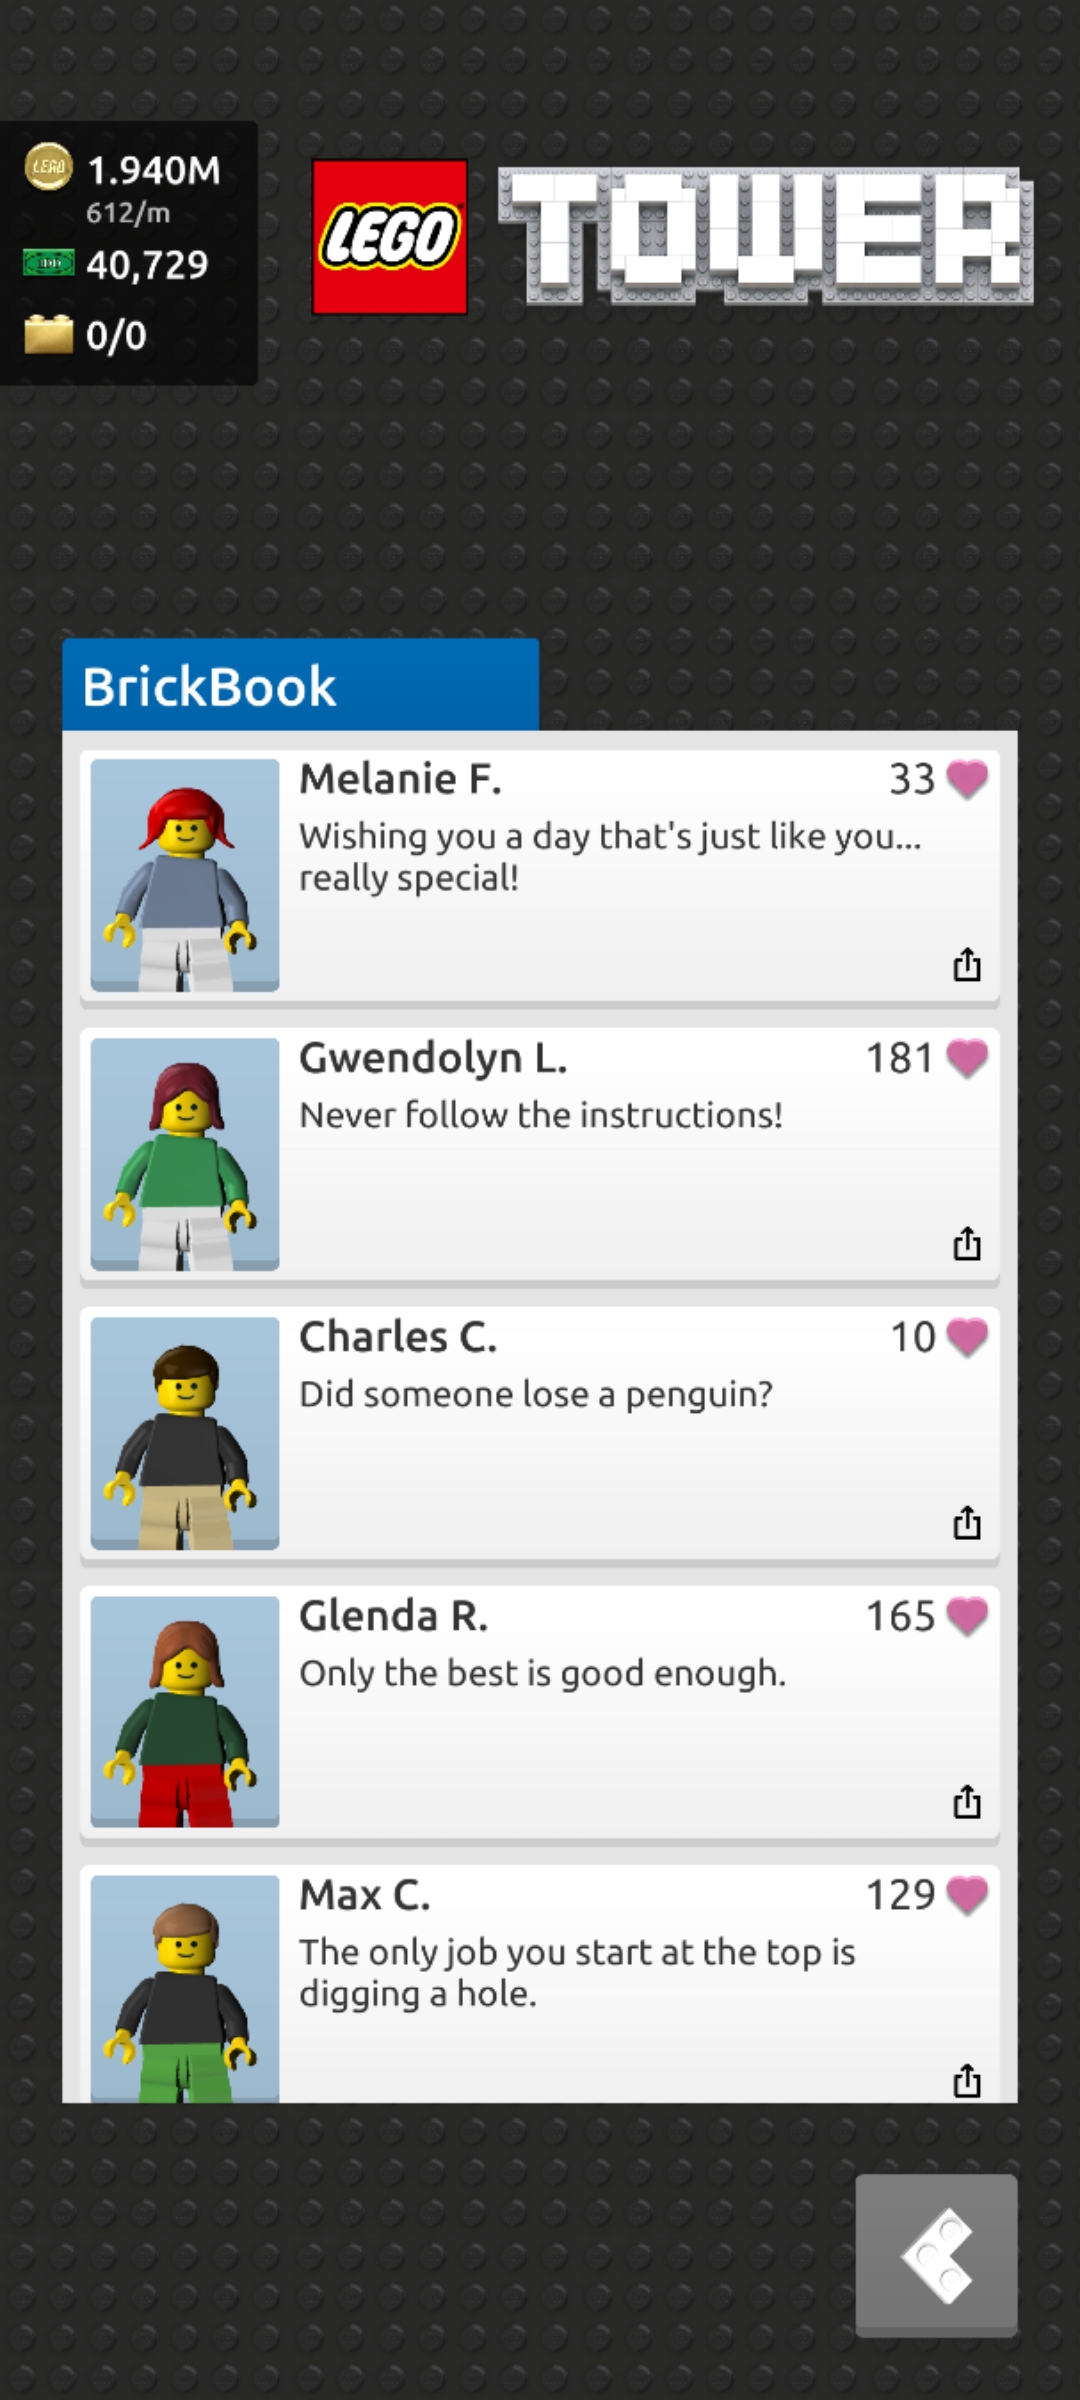 LEGO
1.940M
612/m
40,729
0/0
LEGO
TOWER
BrickBook
Melanie F.
33
Wishing you a day that's just like you...
really special!
Gwendolyn L.
181
Never follow the instructions!
Charles C.
10
Did someone lose a penguin?
Glenda R.
165
Only the best is good enough.
Max C.
129
The only job you start at the top is
digging a hole.